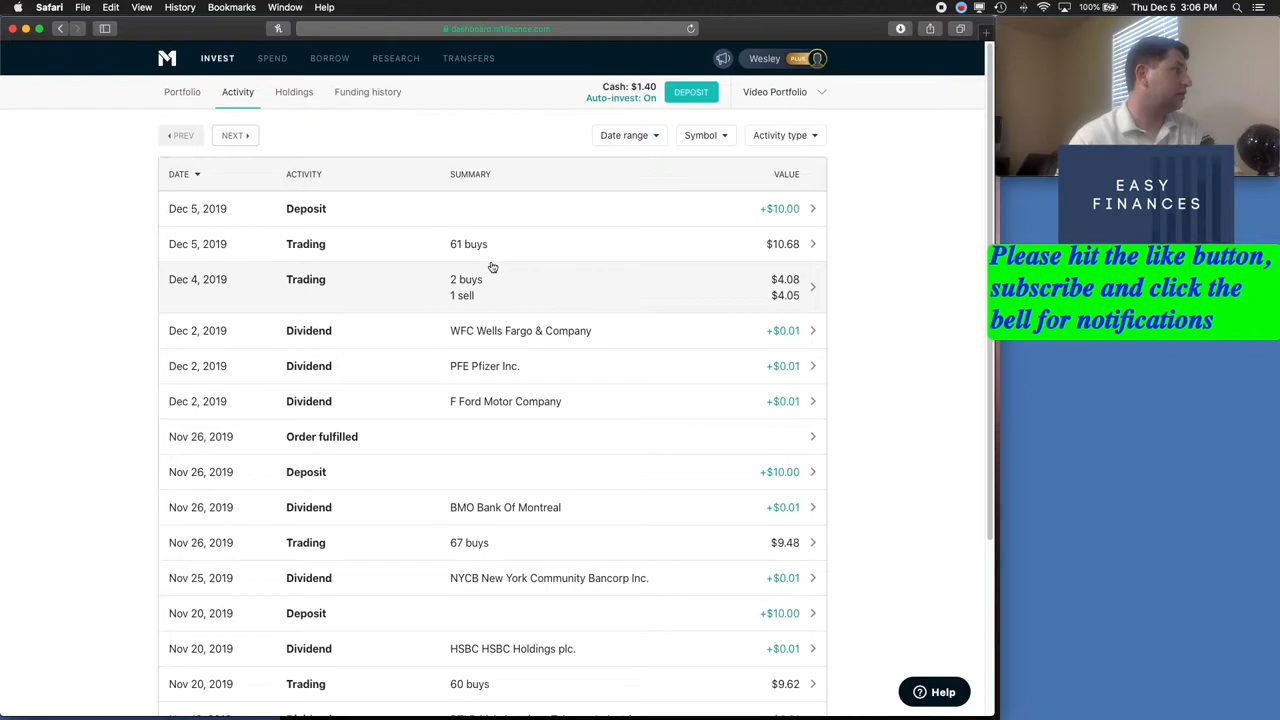 Safari File Edit View History Bookmarks Window Help 100% Thu Dec 5 3:06 PM
dashboard.m1finance.com
INVEST SPEND BORROW RESEARCH TRANSFERS Wesley PLUS
Portfolio Activity Holdings Funding history
Cash: $1.40
Auto-invest: On
DEPOSIT
Video Portfolio
PREV NEXT Date range Symbol Activity type
DATE ACTIVITY SUMMARY VALUE
Dec 5, 2019 Deposit +$10.00
Dec 5, 2019 Trading 61 buys $10.68
Dec 4, 2019 Trading 2 buys $4.08
1 sell $4.05
Dec 2, 2019 Dividend WFC Wells Fargo & Company +$0.01
Dec 2, 2019 Dividend PFE Pfizer Inc. +$0.01
Dec 2, 2019 Dividend F Ford Motor Company +$0.01
Nov 26, 2019 Order fulfilled
Nov 26, 2019 Deposit +$10.00
Nov 26, 2019 Dividend BMO Bank Of Montreal +$0.01
Nov 26, 2019 Trading 67 buys $9.48
Nov 25, 2019 Dividend NYCB New York Community Bancorp Inc. +$0.01
Nov 20, 2019 Deposit +$10.00
Nov 20, 2019 Dividend HSBC HSBC Holdings plc. +$0.01
Nov 20, 2019 Trading 60 buys $9.62
Help
EASY
FINANCES
Please hit the like button,
subscribe and click the
bell for notifications